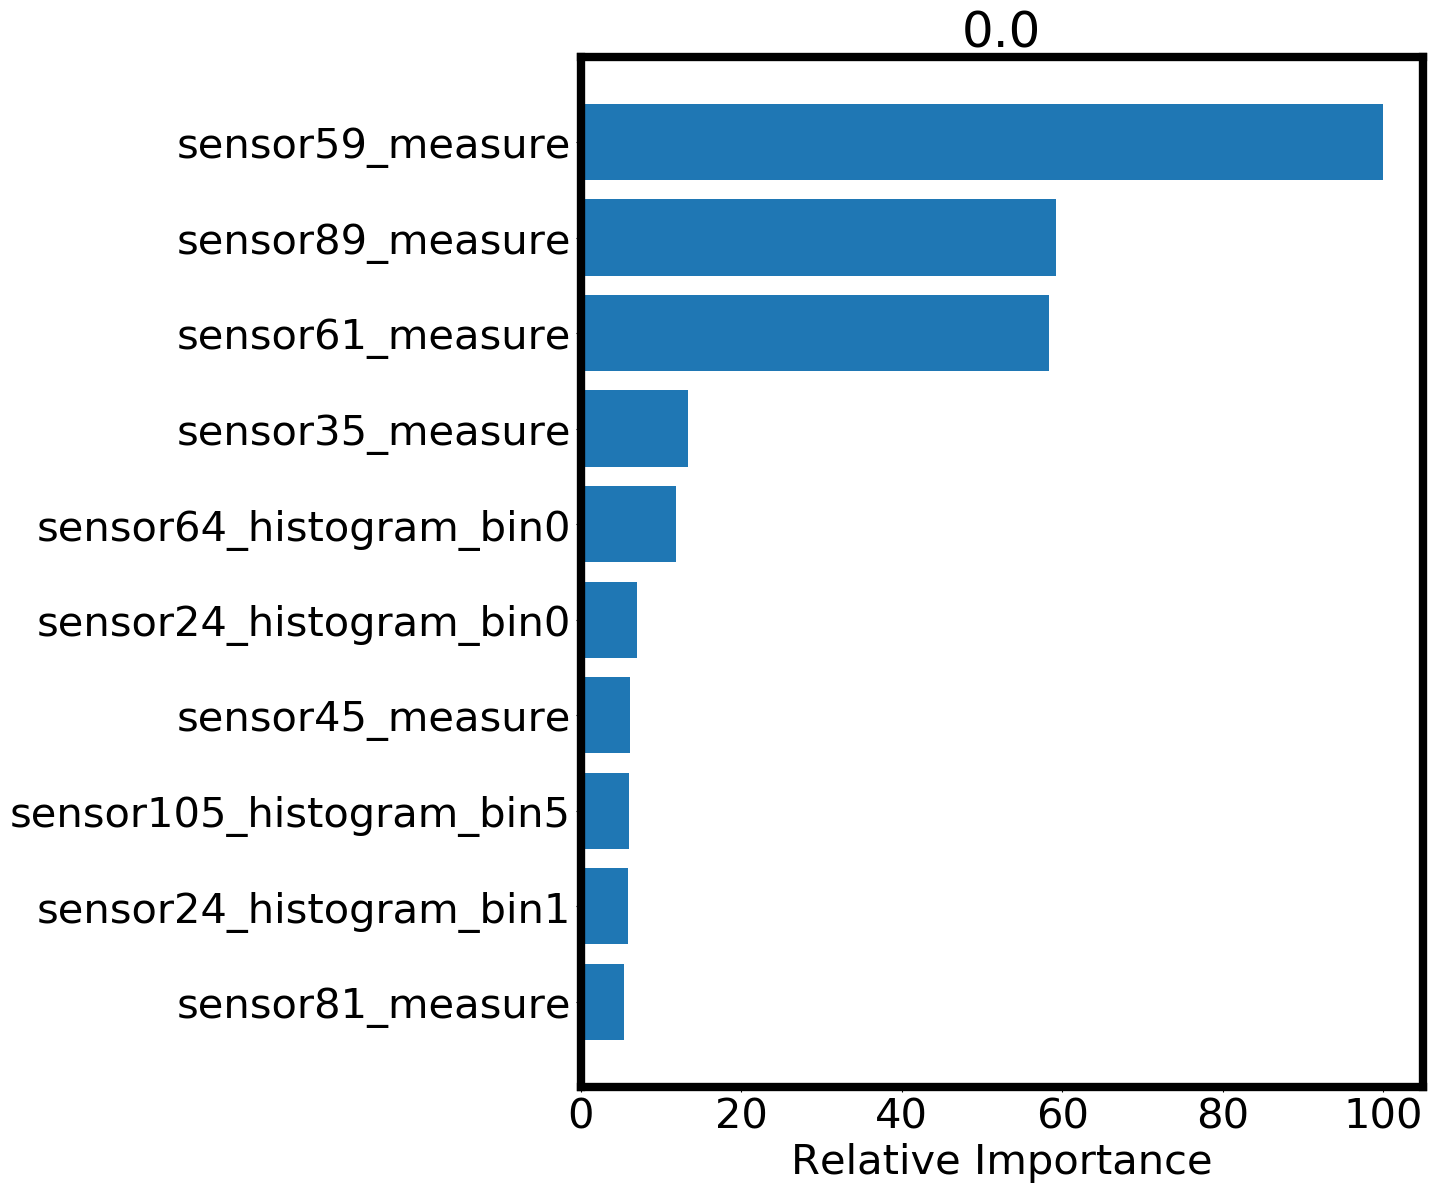 0.0
sensor59_measure
sensor89_measure
sensor61_measure
sensor35_measure
sensor64_histogram_bin0
sensor24_histogram_bin0
sensor45_measure
sensor105_histogram_bin5
sensor24_histogram_bin1
sensor81_measure
0 20 40 60 80 100
Relative Importance